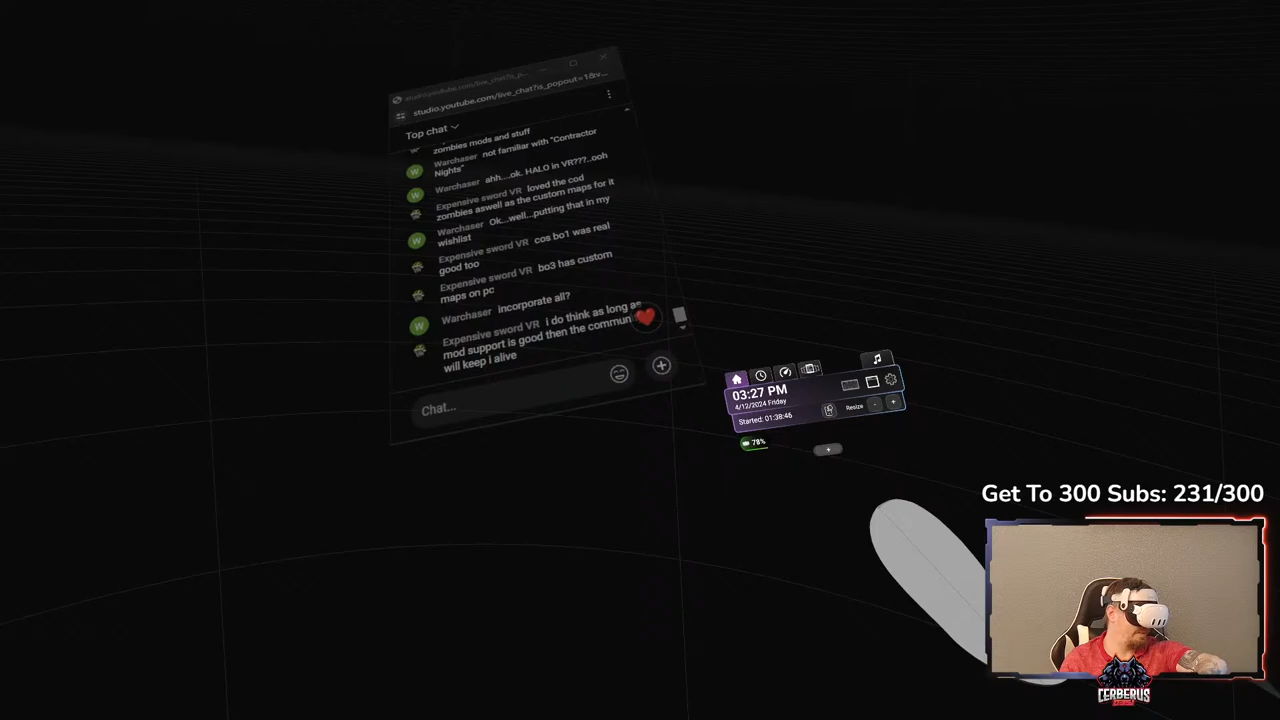 studio.youtube.com/live_chat?is_p...
studio.youtube.com/live_chat?is_popout=1&v...
Top chat
zombies mods and stuff
Warchaser not familiar with "Contractor
Nights"
Warchaser ahh....ok. HALO in VR???..ooh
Expensive sword VR loved the cod
zombies aswell as the custom maps for it
Warchaser Ok...well...putting that in my
wishlist
Expensive sword VR cos bo1 was real
good too
Expensive sword VR bo3 has custom
maps on pc
Warchaser incorporate all?
Expensive sword VR i do think as long as
mod support is good then the commun
will keep i alive
Chat...
03:27 PM
4/12/2024 Friday
Started: 01:38:46
Resize - +
78%
+
Get To 300 Subs: 231/300
CERBERUS